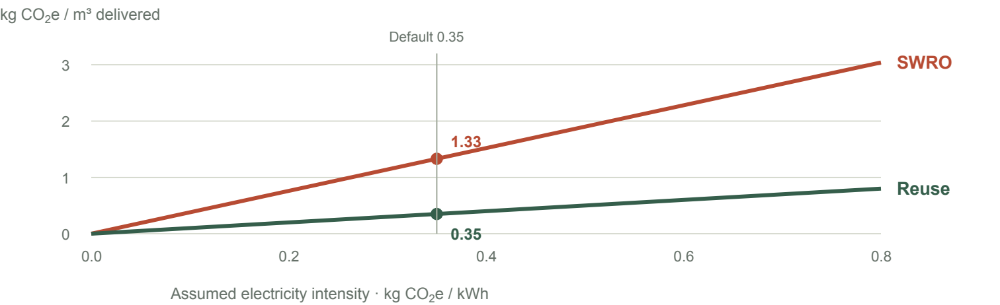 kg CO₂e / m³ delivered
Default 0.35
3
SWRO
2
1.33
1
Reuse
0
0.35
0.0 0.2 0.4 0.6 0.8
Assumed electricity intensity · kg CO₂e / kWh